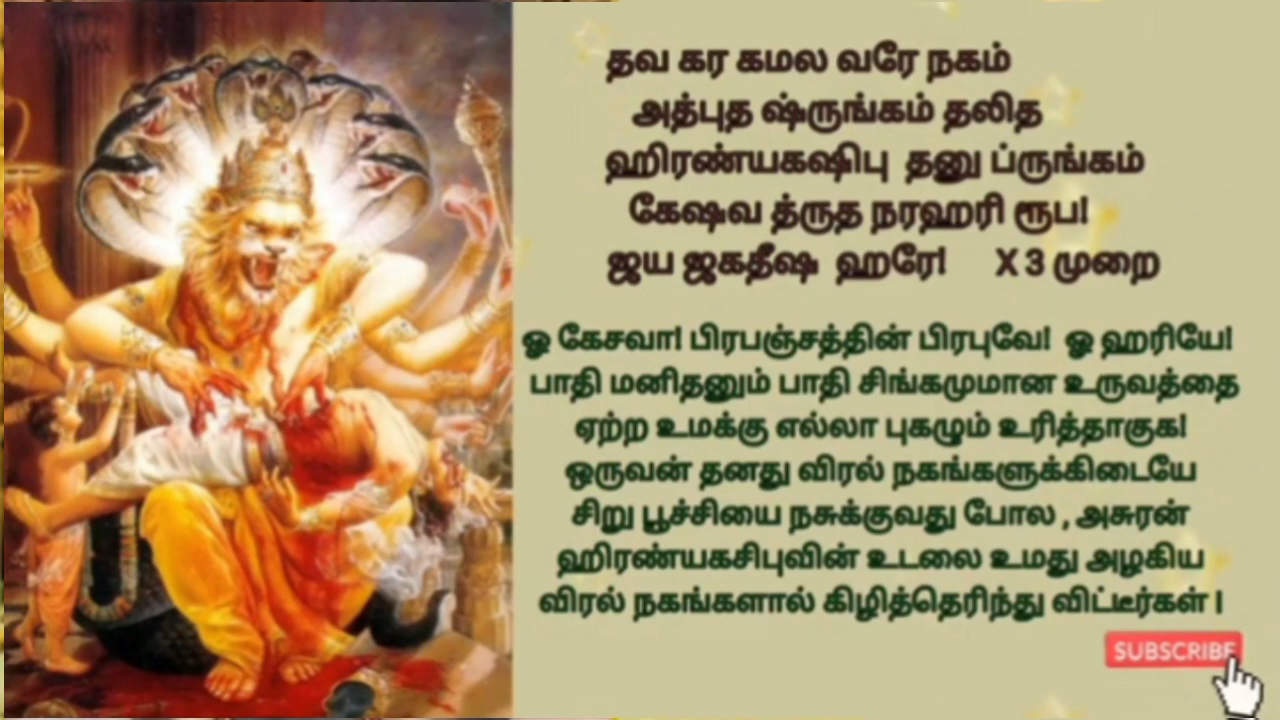 தவ கர கமல வரே நகம்
அத்புத ஷ்ருங்கம் தலித
ஹிரண்யகஷிபு தனு ப்ருங்கம்
கேஷவ த்ருத நரஹரி ரூப!
ஜய ஜகதீஷ ஹரே! X 3 முறை
ஓ கேசவா! பிரபஞ்சத்தின் பிரபுவே! ஓ ஹரியே!
பாதி மனிதனும் பாதி சிங்கமுமான உருவத்தை
ஏற்ற உமக்கு எல்லா புகழும் உரித்தாகுக!
ஒருவன் தனது விரல் நகங்களுக்கிடையே
சிறு பூச்சியை நசுக்குவது போல , அசுரன்
ஹிரண்யகசிபுவின் உடலை உமது அழகிய
விரல் நகங்களால் கிழித்தெரிந்து விட்டீர்கள் |
SUBSCRIBE